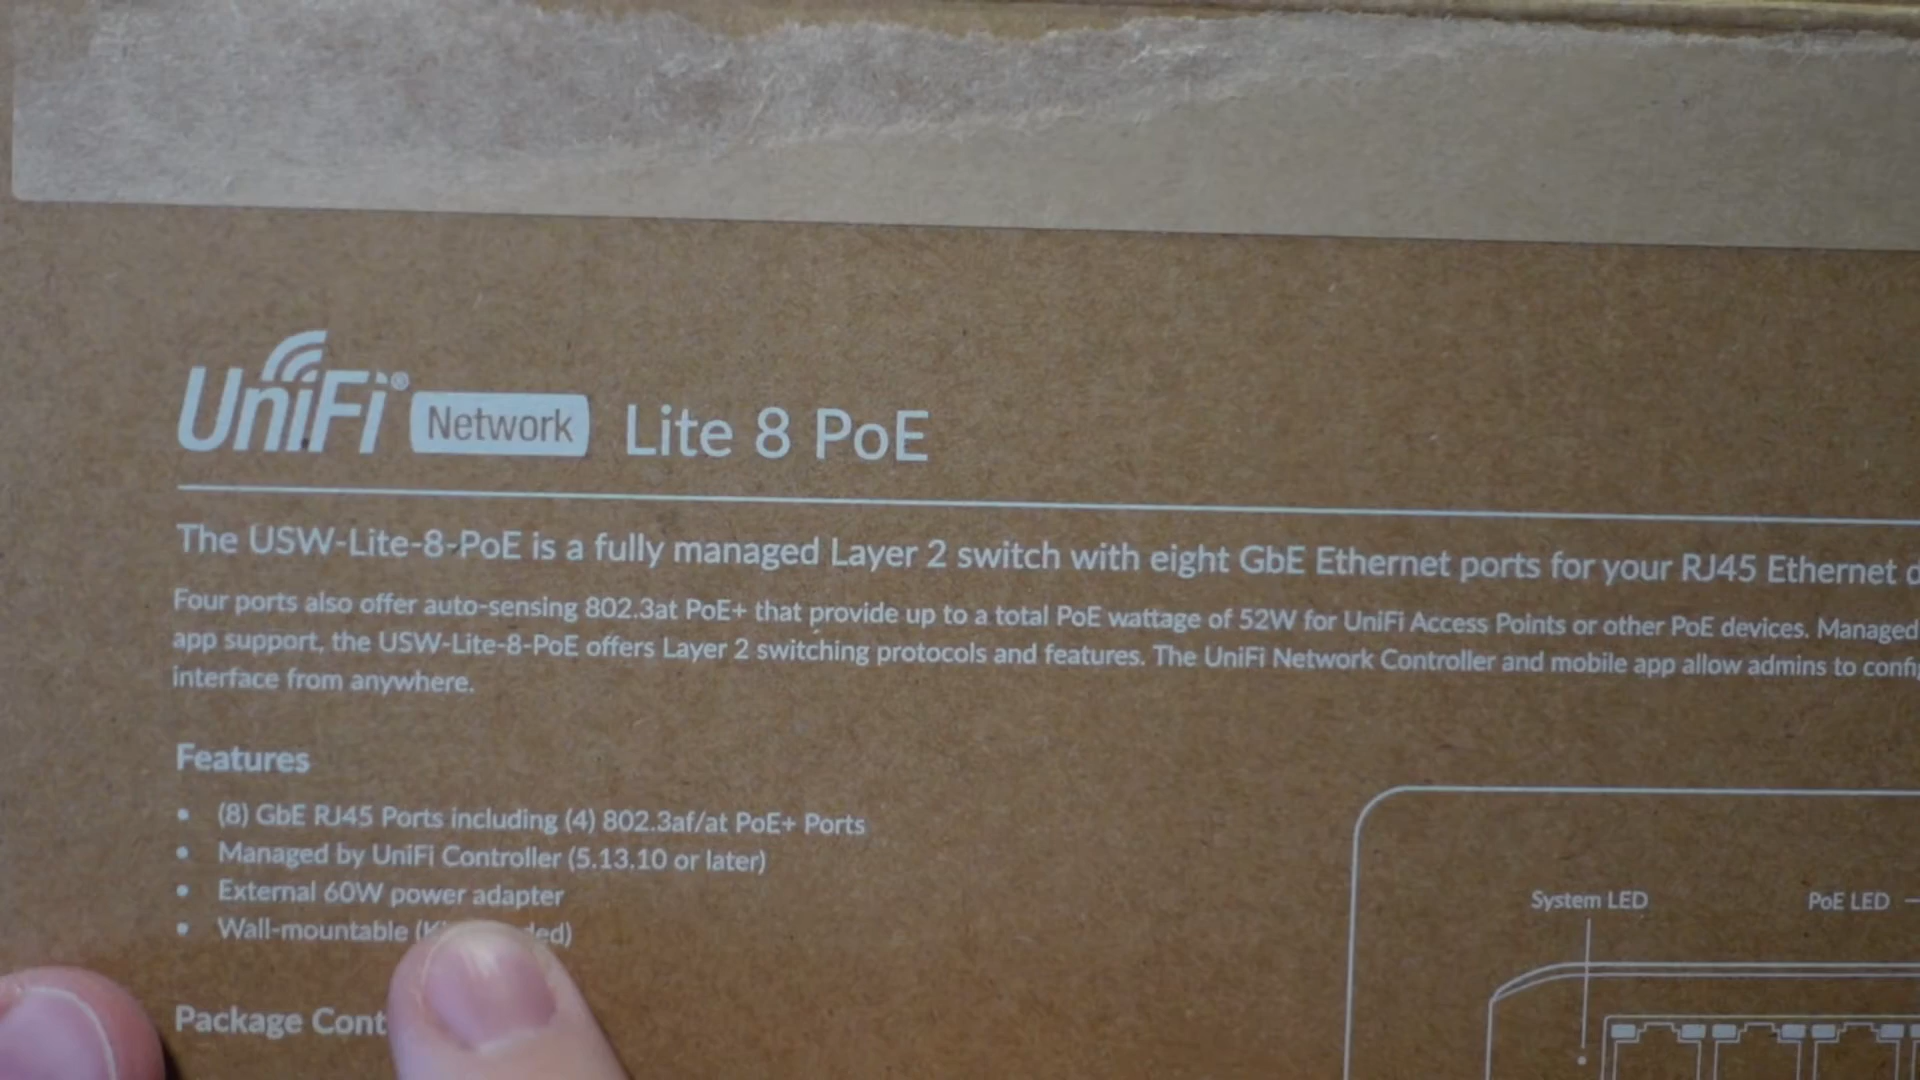 UniFi® Network Lite 8 PoE
The USW-Lite-8-PoE is a fully managed Layer 2 switch with eight GbE Ethernet ports for your RJ45 Ethernet
Four ports also offer auto-sensing 802.3at PoE+ that provide up to a total PoE wattage of 52W for UniFi Access Points or other PoE devices. Managed
app support, the USW-Lite-8-PoE offers Layer 2 switching protocols and features. The UniFi Network Controller and mobile app allow admins to
interface from anywhere.
Features
• (8) GbE RJ45 Ports including (4) 802.3af/at PoE+ Ports
• Managed by UniFi Controller (5.13.10 or later)
• External 60W power adapter
• Wall-mountable
Package
System LED
PoE LED